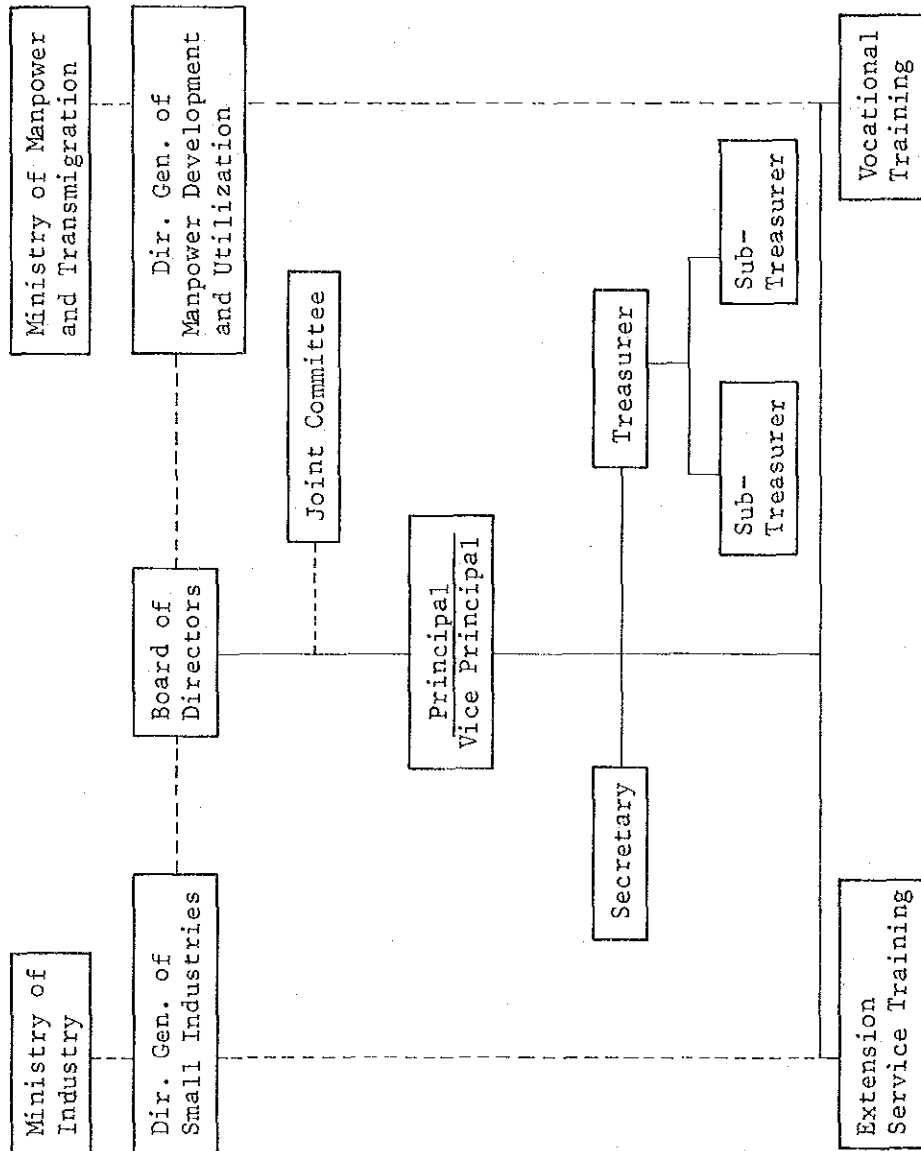 Ministry of
Industry
Ministry of Manpower
and Transmigration
Dir. Gen. of
Small Industries
Board of
Directors
Dir. Gen. of
Manpower Development
and Utilization
Joint Committee
Principal
Vice Principal
Secretary
Treasurer
Sub-
Treasurer
Sub-
Treasurer
Extension
Service Training
Vocational
Training